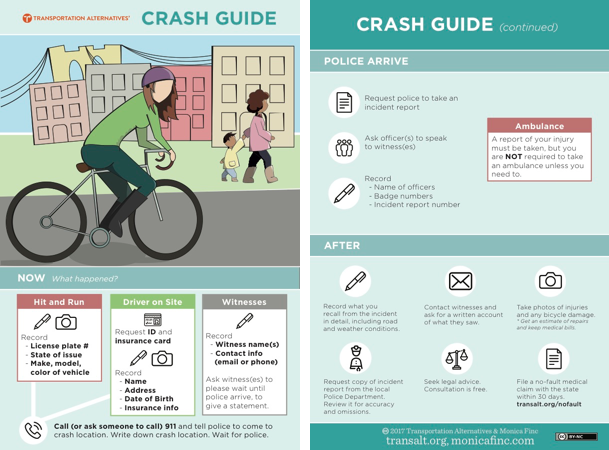 TRANSPORTATION ALTERNATIVES
CRASH GUIDE
NOW What happened?
Hit and Run
Record
- License plate #
- State of issue
- Make, model,
color of vehicle
Driver on Site
Request ID and
insurance card
Record
- Name
- Address
- Date of Birth
- Insurance info
Witnesses
Record
- Witness name(s)
- Contact info
(email or phone)
Ask witness(es) to
please wait until
police arrive, to
give a statement.
Call (or ask someone to call) 911 and tell police to come to
crash location. Write down crash location. Wait for police.
CRASH GUIDE (continued)
POLICE ARRIVE
Request police to take an
incident report
Ask officer(s) to speak
to witness(es)
Record
- Name of officers
- Badge numbers
- Incident report number
Ambulance
A report of your injury
must be taken, but you
are NOT required to take
an ambulance unless you
need to.
AFTER
Record what you
recall from the incident
in detail, including road
and weather conditions.
Contact witnesses and
ask for a written account
of what they saw.
Take photos of injuries
and any bicycle damage.
* Get an estimate of repairs
and keep medical bills.
Request copy of incident
report from the local
Police Department.
Review it for accuracy
and omissions.
Seek legal advice.
Consultation is free.
File a no-fault medical
claim with the state
within 30 days.
transalt.org/nofault
2017 Transportation Alternatives & Monica Finc
transalt.org, monicafinc.com
BY-NC